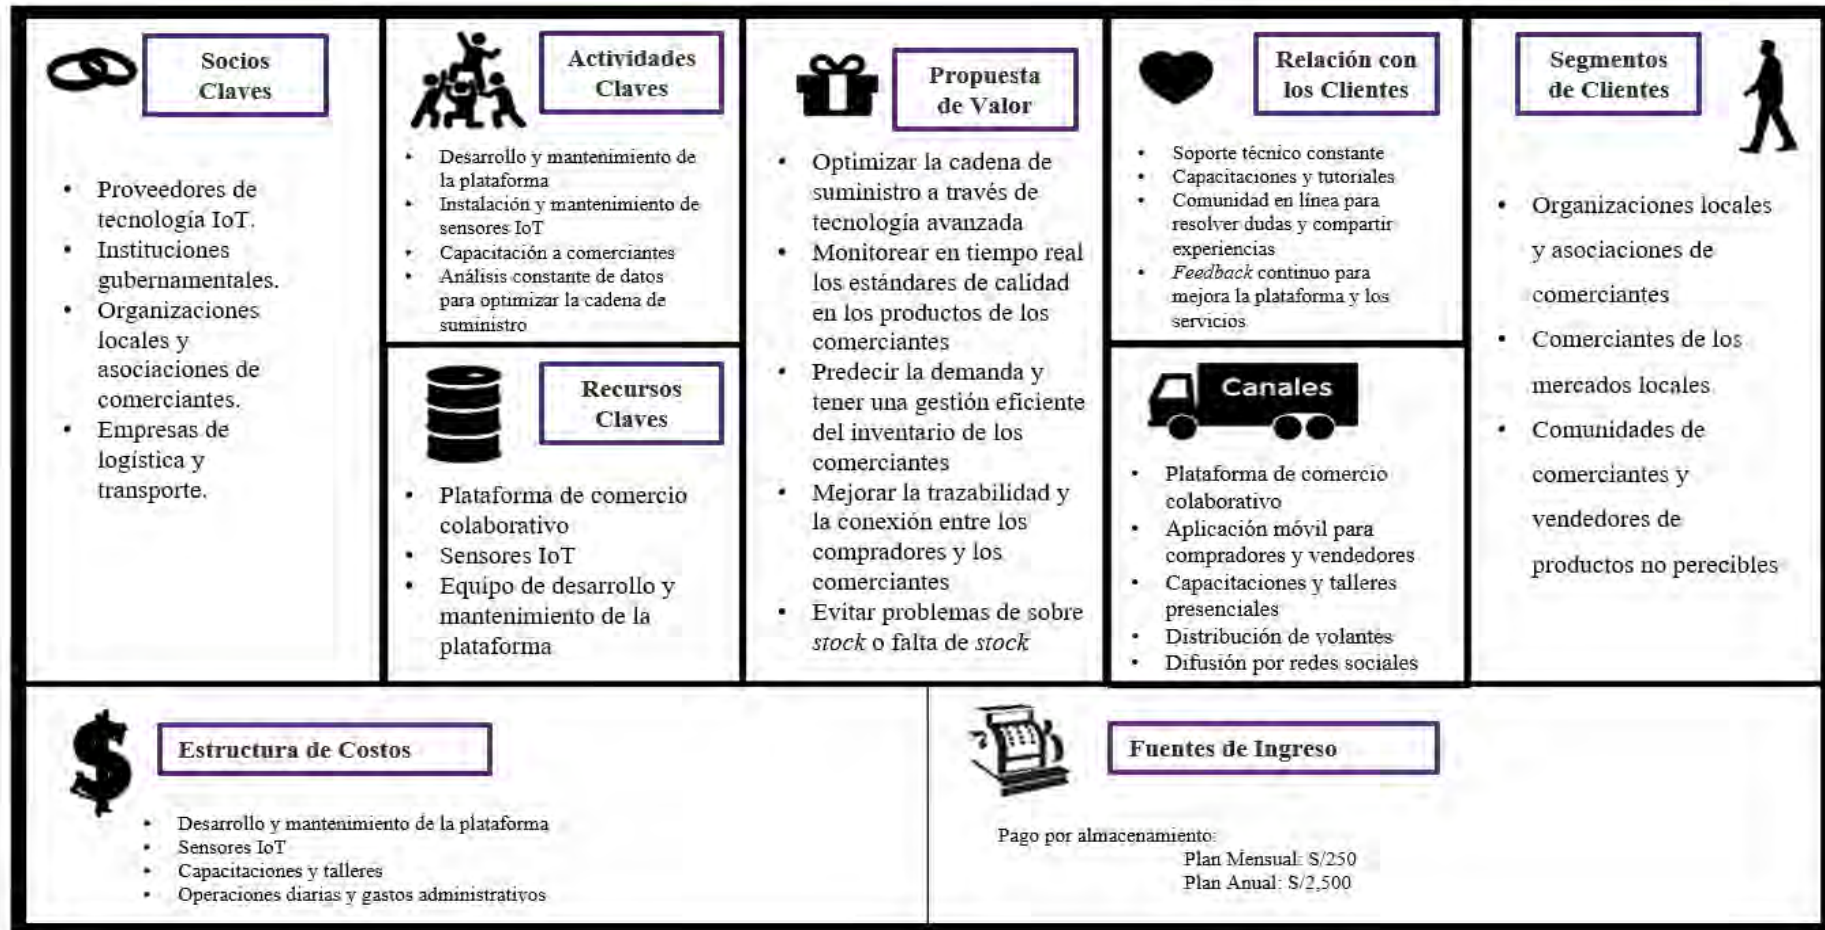 Socios
Claves
• Proveedores de
tecnología IoT.
• Instituciones
gubernamentales.
• Organizaciones
locales y
asociaciones de
comerciantes.
• Empresas de
logística y
transporte.
Actividades
Claves
• Desarrollo y mantenimiento de
la plataforma
• Instalación y mantenimiento de
sensores IoT
• Capacitación a comerciantes
• Análisis constante de datos
para optimizar la cadena de
suministro
Recursos
Claves
• Plataforma de comercio
colaborativo
• Sensores IoT
• Equipo de desarrollo y
mantenimiento de la
plataforma
Propuesta
de Valor
• Optimizar la cadena de
suministro a través de
tecnología avanzada
• Monitorear en tiempo real
los estándares de calidad
en los productos de los
comerciantes
• Predecir la demanda y
tener una gestión eficiente
del inventario de los
comerciantes
• Mejorar la trazabilidad y
la conexión entre los
compradores y los
comerciantes
• Evitar problemas de sobre
stock o falta de stock
Relación con
los Clientes
• Soporte técnico constante
• Capacitaciones y tutoriales
• Comunidad en línea para
resolver dudas y compartir
experiencias
• Feedback continuo para
mejora la plataforma y los
servicios
Canales
• Plataforma de comercio
colaborativo
• Aplicación móvil para
compradores y vendedores
• Capacitaciones y talleres
presenciales
• Distribución de volantes
• Difusión por redes sociales
Segmentos
de Clientes
• Organizaciones locales
y asociaciones de
comerciantes
• Comerciantes de los
mercados locales
• Comunidades de
comerciantes y
vendedores de
productos no perecibles
Estructura de Costos
• Desarrollo y mantenimiento de la plataforma
• Sensores IoT
• Capacitaciones y talleres
• Operaciones diarias y gastos administrativos
Fuentes de Ingreso
Pago por almacenamiento:
Plan Mensual: S/250
Plan Anual: S/2,500